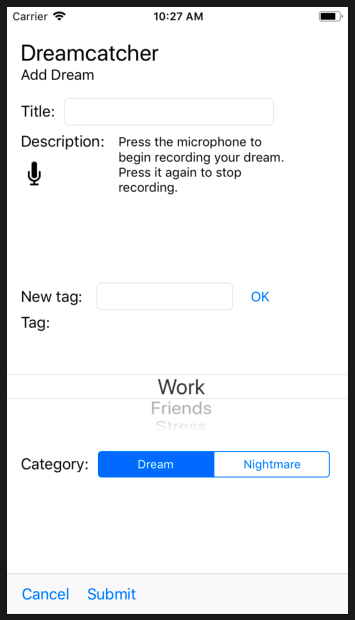 Carrier 10:27 AM
Dreamcatcher
Add Dream
Title:
Description: Press the microphone to
begin recording your dream.
Press it again to stop
recording.
New tag: OK
Tag:
Work
Friends
Stress
Category: Dream Nightmare
Cancel Submit